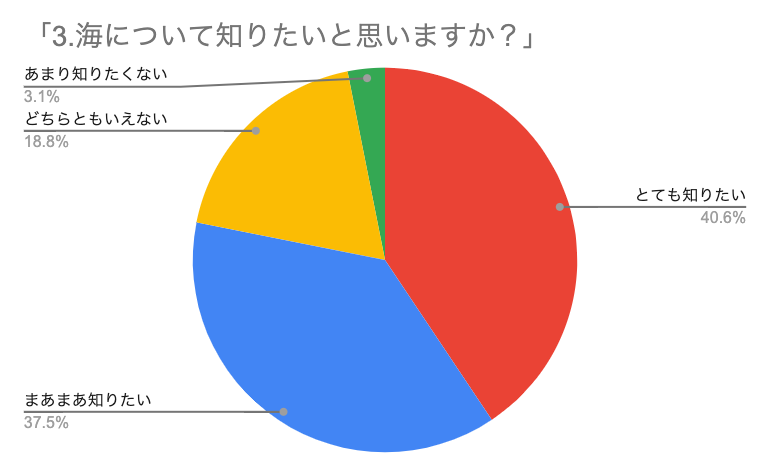 「3.海について知りたいと思いますか？」
あまり知りたくない
3.1%
どちらともいえない
18.8%
とても知りたい
40.6%
まあまあ知りたい
37.5%